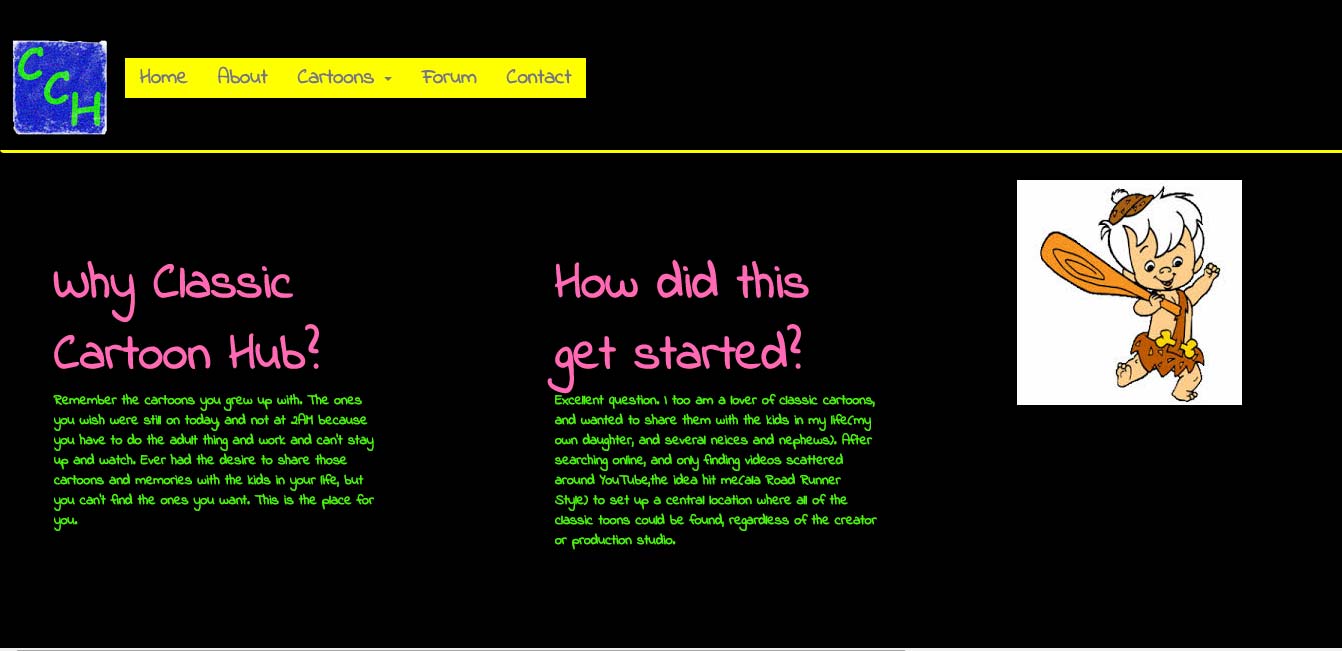 C
C
H
Home About Cartoons Forum Contact
Why Classic
Cartoon Hub?
Remember the cartoons you grew up with. The ones
you wish were still on today, and not at 2AM because
you have to do the adult thing and work and can't stay
up and watch. Ever had the desire to share those
cartoons and memories with the kids in your life, but
you can't find the ones you want. This is the place for
you.
How did this
get started?
Excellent question. I too am a lover of classic cartoons,
and wanted to share them with the kids in my life(my
own daughter, and several neices and nephews). After
searching online, and only finding videos scattered
around YouTube,the idea hit me(ala Road Runner
Style) to set up a central location where all of the
classic toons could be found, regardless of the creator
or production studio.